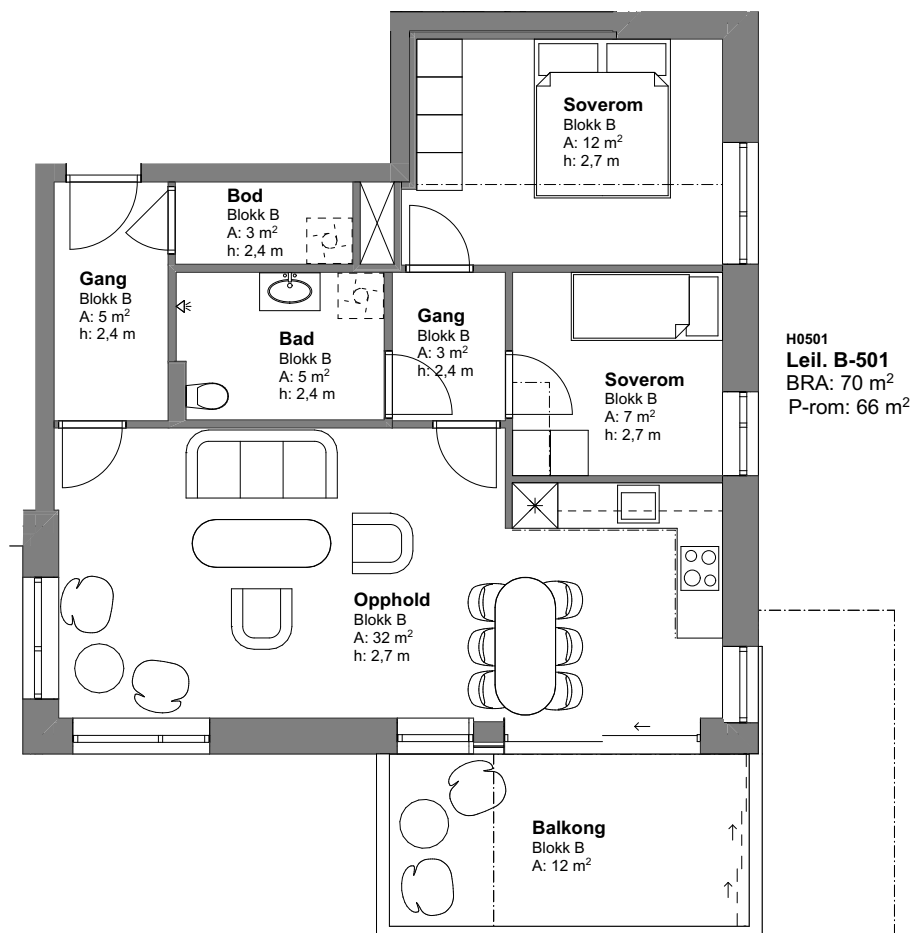 Soverom
Blokk B
A: 12 m²
h: 2,7 m
Bod
Blokk B
A: 3 m²
h: 2,4 m
Gang
Blokk B
A: 5 m²
h: 2,4 m
Bad
Blokk B
A: 5 m²
h: 2,4 m
Gang
Blokk B
A: 3 m²
h: 2,4 m
Soverom
Blokk B
A: 7 m²
h: 2,7 m
H0501
Leil. B-501
BRA: 70 m²
P-rom: 66 m²
Opphold
Blokk B
A: 32 m²
h: 2,7 m
Balkong
Blokk B
A: 12 m²